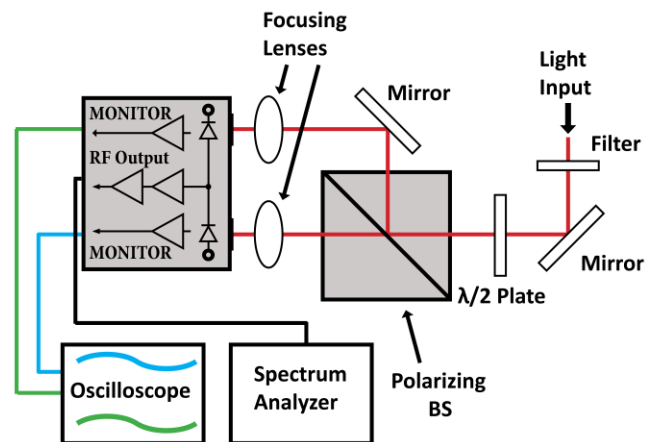 Focusing
Lenses
Light
Input
Mirror
Filter
MONITOR
RF Output
MONITOR
Mirror
λ/2 Plate
Polarizing
BS
Oscilloscope
Spectrum
Analyzer